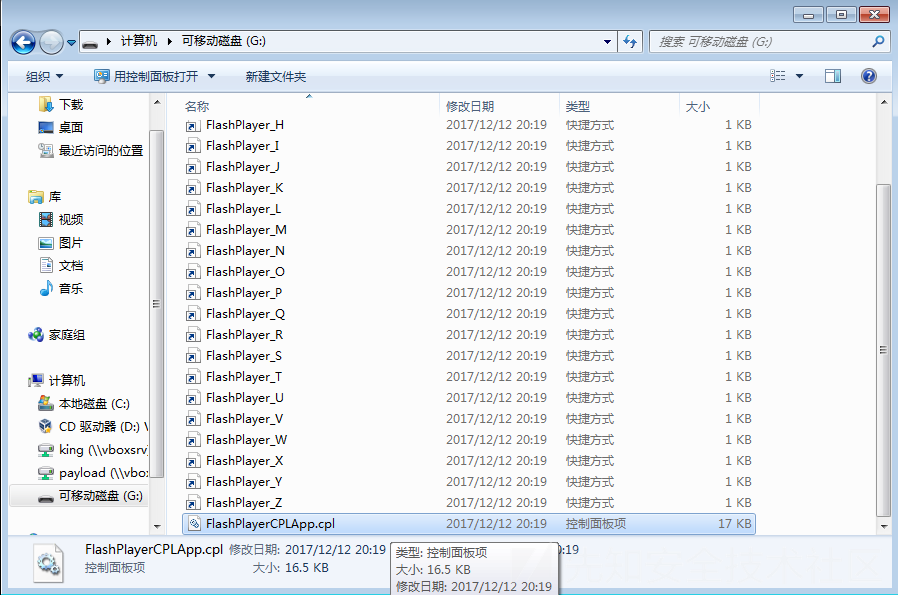 计算机 可移动磁盘 (G:) 搜索 可移动磁盘 (G:)
组织 用控制面板打开 新建文件夹
下载
桌面
最近访问的位置
库
视频
图片
文档
音乐
家庭组
计算机
本地磁盘 (C:)
CD 驱动器 (D:) \
king (\\vboxsrv)
payload (\\vbo:
可移动磁盘 (G:)
名称 修改日期 类型 大小
FlashPlayer_H 2017/12/12 20:19 快捷方式 1 KB
FlashPlayer_I 2017/12/12 20:19 快捷方式 1 KB
FlashPlayer_J 2017/12/12 20:19 快捷方式 1 KB
FlashPlayer_K 2017/12/12 20:19 快捷方式 1 KB
FlashPlayer_L 2017/12/12 20:19 快捷方式 1 KB
FlashPlayer_M 2017/12/12 20:19 快捷方式 1 KB
FlashPlayer_N 2017/12/12 20:19 快捷方式 1 KB
FlashPlayer_O 2017/12/12 20:19 快捷方式 1 KB
FlashPlayer_P 2017/12/12 20:19 快捷方式 1 KB
FlashPlayer_Q 2017/12/12 20:19 快捷方式 1 KB
FlashPlayer_R 2017/12/12 20:19 快捷方式 1 KB
FlashPlayer_S 2017/12/12 20:19 快捷方式 1 KB
FlashPlayer_T 2017/12/12 20:19 快捷方式 1 KB
FlashPlayer_U 2017/12/12 20:19 快捷方式 1 KB
FlashPlayer_V 2017/12/12 20:19 快捷方式 1 KB
FlashPlayer_W 2017/12/12 20:19 快捷方式 1 KB
FlashPlayer_X 2017/12/12 20:19 快捷方式 1 KB
FlashPlayer_Y 2017/12/12 20:19 快捷方式 1 KB
FlashPlayer_Z 2017/12/12 20:19 快捷方式 1 KB
FlashPlayerCPLApp.cpl 2017/12/12 20:19 控制面板项 17 KB
FlashPlayerCPLApp.cpl 修改日期: 2017/12/12 20:19 :19
控制面板项 大小: 16.5 KB
类型: 控制面板项
大小: 16.5 KB
修改日期: 2017/12/12 20:19